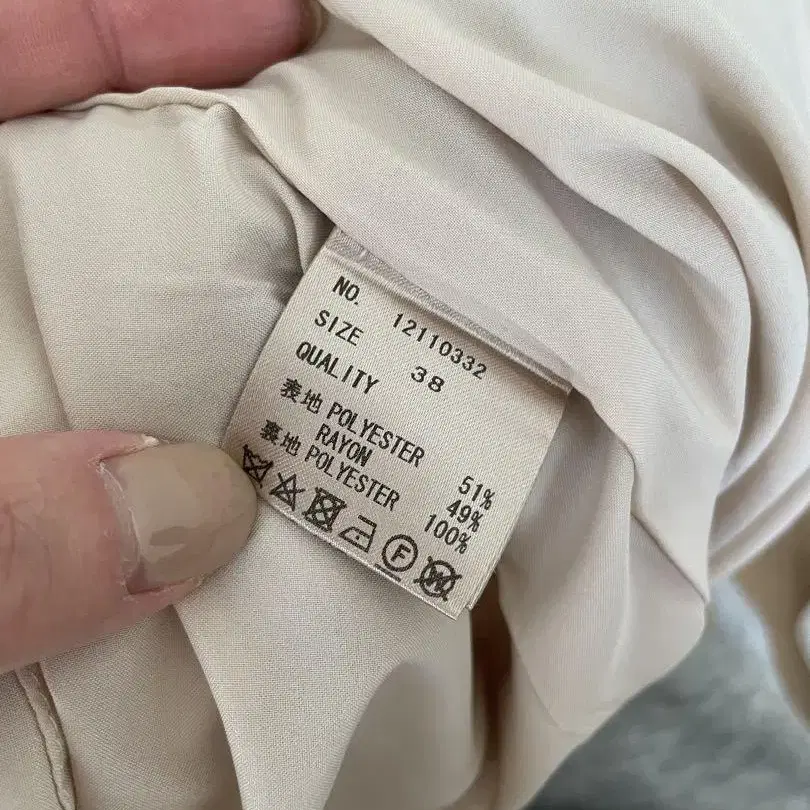 NO. 12110332
SIZE 38
QUALITY
表地 POLYESTER 51%
RAYON 49%
裏地 POLYESTER 100%
F
W